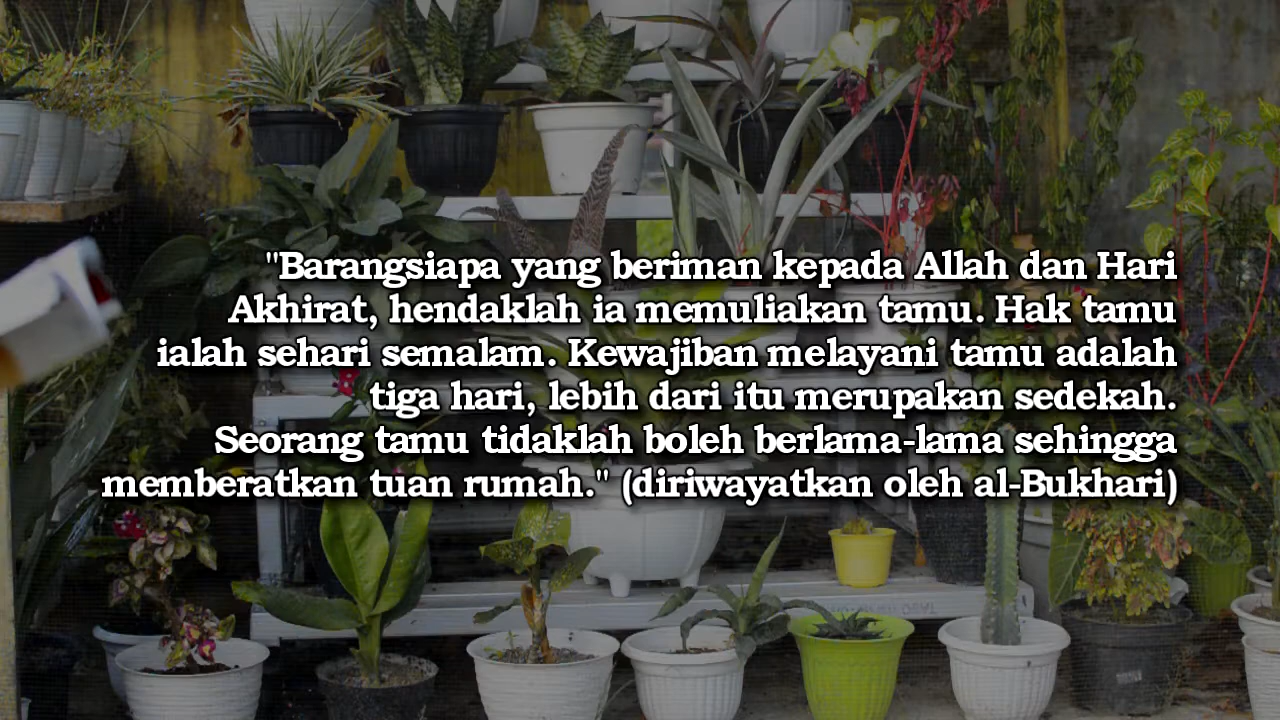 "Barangsiapa yang beriman kepada Allah dan Hari
Akhirat, hendaklah ia memuliakan tamu. Hak tamu
ialah sehari semalam. Kewajiban melayani tamu adalah
tiga hari, lebih dari itu merupakan sedekah.
Seorang tamu tidaklah boleh berlama-lama sehingga
memberatkan tuan rumah." (diriwayatkan oleh al-Bukhari)